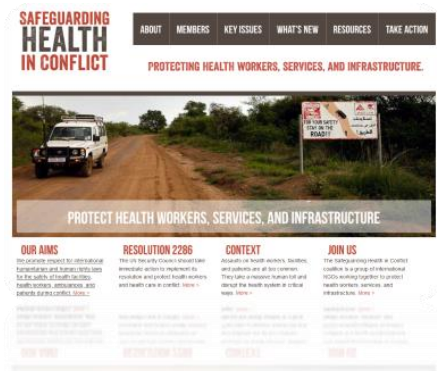 SAFEGUARDING
HEALTH
IN CONFLICT
ABOUT
MEMBERS
KEY ISSUES
WHAT'S NEW
RESOURCES
TAKE ACTION
PROTECTING HEALTH WORKERS, SERVICES, AND INFRASTRUCTURE.
FOR YOUR SAFETY
STAY ON THE
ROAD!!
PROTECT HEALTH WORKERS, SERVICES, AND INFRASTRUCTURE
OUR AIMS
We promote respect for international
humanitarian and human rights laws
for the safety of health facilities,
health workers, ambulances, and
patients during conflict. More >
RESOLUTION 2286
The UN Security Council should take
immediate action to implement its
resolution and protect health workers
and health care in conflict. More >
CONTEXT
Assaults on health workers, facilities,
and patients are all too common.
They take a massive human toll and
disrupt the health system in critical
ways. More >
JOIN US
The Safeguarding Health in Conflict
coalition is a group of international
NGOs working together to protect
health workers, services, and
infrastructure. More >